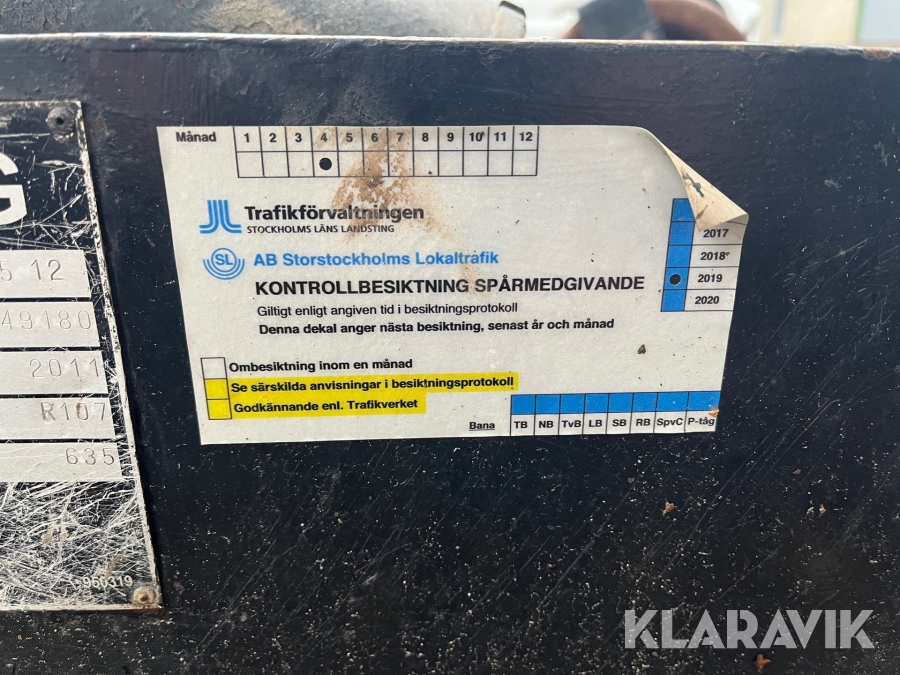 G
5 12
49180
2011
R107
635
966319
Månad 1 2 3 4 5 6 7 8 9 10 11 12
Trafikförvaltningen
STOCKHOLMS LÄNS LANDSTING
SL AB Storstockholms Lokaltrafik
KONTROLLBESIKTNING SPÅRMEDGIVANDE
Giltigt enligt angiven tid i besiktningsprotokoll
Denna dekal anger nästa besiktning, senast år och månad
2017
2018
2019
2020
Ombesiktning inom en månad
Se särskilda anvisningar i besiktningsprotokoll
Godkännande enl. Trafikverket
Bana TB NB TvB LB SB RB SpvC P-tåg
KLARAVIK